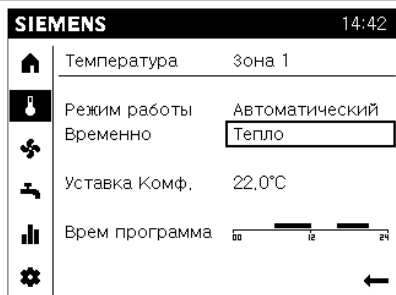 SIEMENS 14:42
Температура Зона 1
Режим работы Автоматический
Временно Тепло
Уставка Комф. 22,0°C
Врем программа
00 12 24